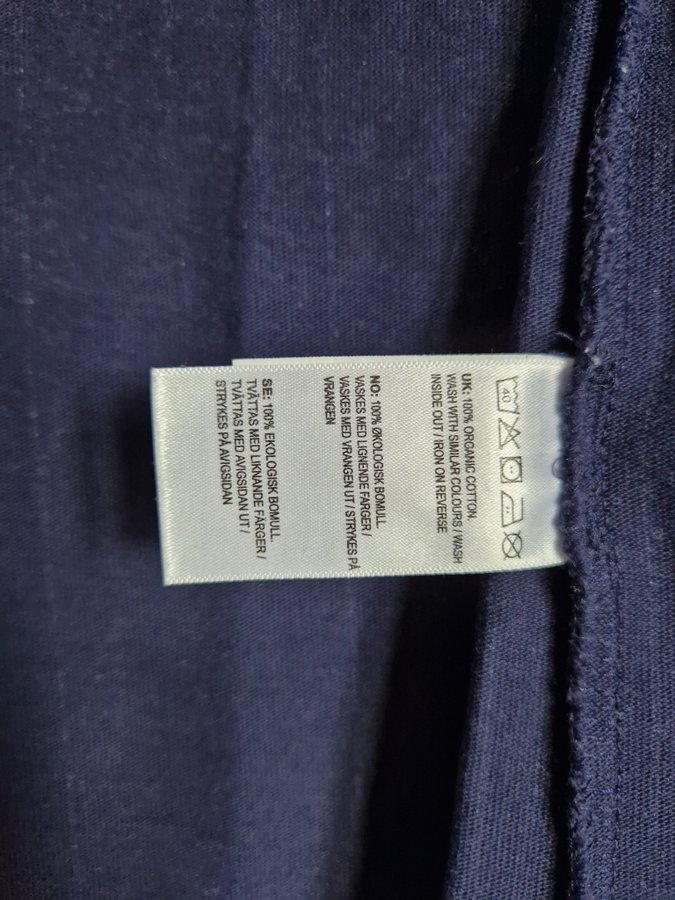 40
UK: 100% ORGANIC COTTON.
WASH WITH SIMILAR COLOURS / WASH
INSIDE OUT / IRON ON REVERSE
NO: 100% ØKOLOGISK BOMULL.
VASKES MED LIGNENDE FARGER /
VASKES MED VRANGEN UT / STRYKES PÅ
VRANGEN
SE: 100% EKOLOGISK BOMULL.
TVÄTTAS MED LIKNANDE FÄRGER /
TVÄTTAS MED AVIGSIDAN UT /
STRYKES PÅ AVIGSIDAN